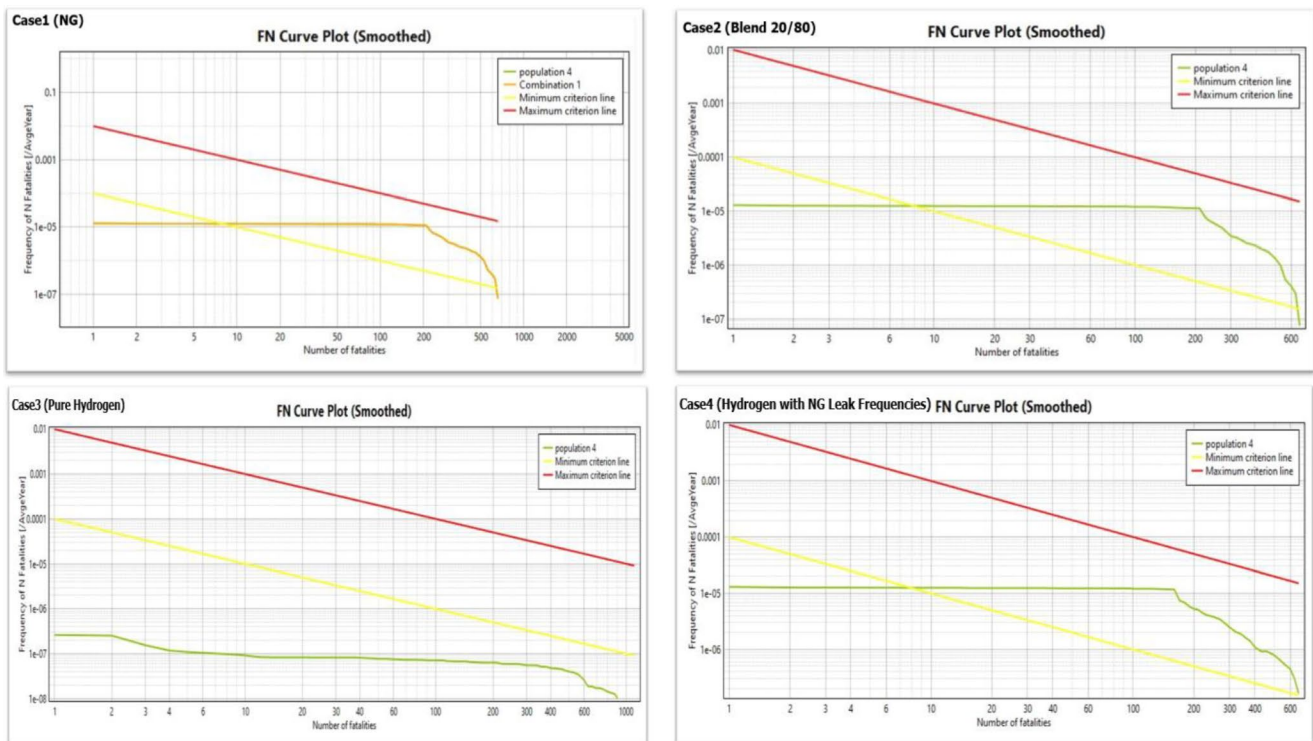 Case1 (NG)
FN Curve Plot (Smoothed)
population 4
Combination 1
Minimum criterion line
Maximum criterion line
Frequency of N Fatalities [/AvgeYear]
0.1
0.001
1e-05
1e-07
1 2 5 10 20 50 100 200 500 1000 2000 5000
Number of fatalities
Case2 (Blend 20/80)
FN Curve Plot (Smoothed)
population 4
Minimum criterion line
Maximum criterion line
Frequency of N Fatalities [/AvgeYear]
0.01
0.001
0.0001
1e-05
1e-06
1e-07
1 2 3 4 6 10 20 30 60 100 200 300 600
Number of fatalities
Case3 (Pure Hydrogen)
FN Curve Plot (Smoothed)
population 4
Minimum criterion line
Maximum criterion line
Frequency of N Fatalities [/AvgeYear]
0.01
0.001
0.0001
1e-05
1e-06
1e-07
1e-08
1 2 3 4 6 10 20 30 40 60 100 200 300 400 600 1000
Number of fatalities
Case4 (Hydrogen with NG Leak Frequencies) FN Curve Plot (Smoothed)
population 4
Minimum criterion line
Maximum criterion line
Frequency of N Fatalities [/AvgeYear]
0.01
0.001
0.0001
1e-05
1e-06
1 2 3 4 6 10 20 30 40 60 100 200 300 400 600
Number of fatalities